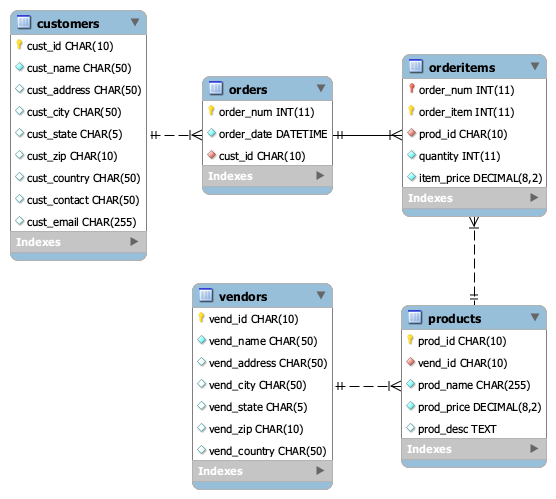 customers
cust_id CHAR(10)
cust_name CHAR(50)
cust_address CHAR(50)
cust_city CHAR(50)
cust_state CHAR(5)
cust_zip CHAR(10)
cust_country CHAR(50)
cust_contact CHAR(50)
cust_email CHAR(255)
Indexes
orders
order_num INT(11)
order_date DATETIME
cust_id CHAR(10)
Indexes
orderitems
order_num INT(11)
order_item INT(11)
prod_id CHAR(10)
quantity INT(11)
item_price DECIMAL(8,2)
Indexes
vendors
vend_id CHAR(10)
vend_name CHAR(50)
vend_address CHAR(50)
vend_city CHAR(50)
vend_state CHAR(5)
vend_zip CHAR(10)
vend_country CHAR(50)
Indexes
products
prod_id CHAR(10)
vend_id CHAR(10)
prod_name CHAR(255)
prod_price DECIMAL(8,2)
prod_desc TEXT
Indexes